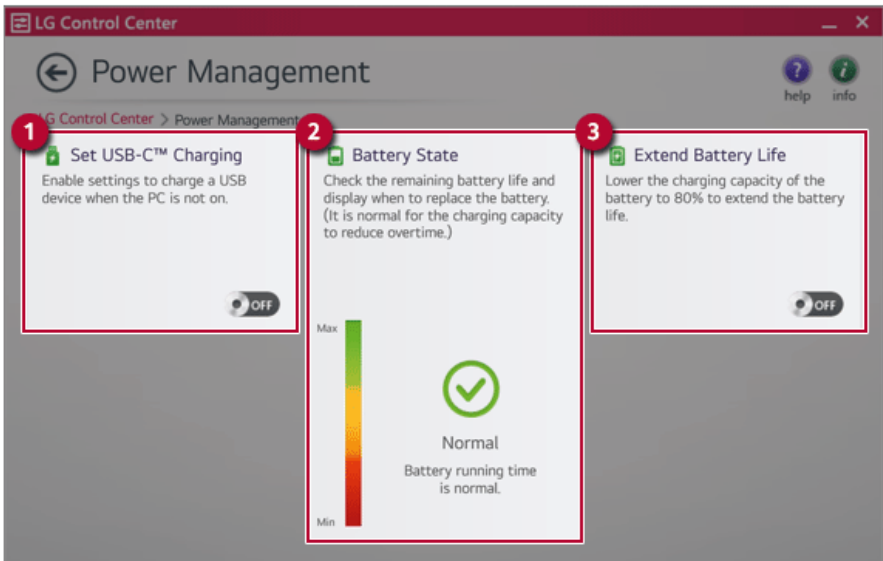 LG Control Center
Power Management
help
info
LG Control Center > Power Management
1
Set USB-C™ Charging
Enable settings to charge a USB
device when the PC is not on.
OFF
2
Battery State
Check the remaining battery life and
display when to replace the battery.
(It is normal for the charging capacity
to reduce overtime.)
Max
Normal
Battery running time
is normal.
Min
3
Extend Battery Life
Lower the charging capacity of the
battery to 80% to extend the battery
life.
OFF